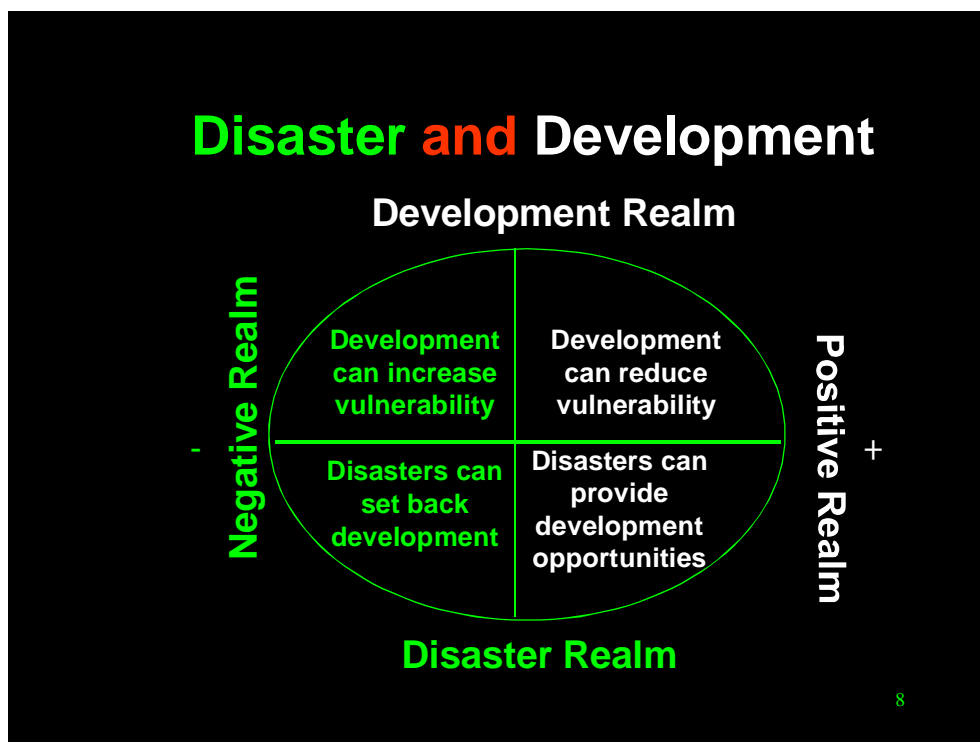 Disaster and Development
Development Realm
Negative Realm
-
Development
can increase
vulnerability
Development
can reduce
vulnerability
Disasters can
set back
development
Disasters can
provide
development
opportunities
Positive Realm
+
Disaster Realm
8